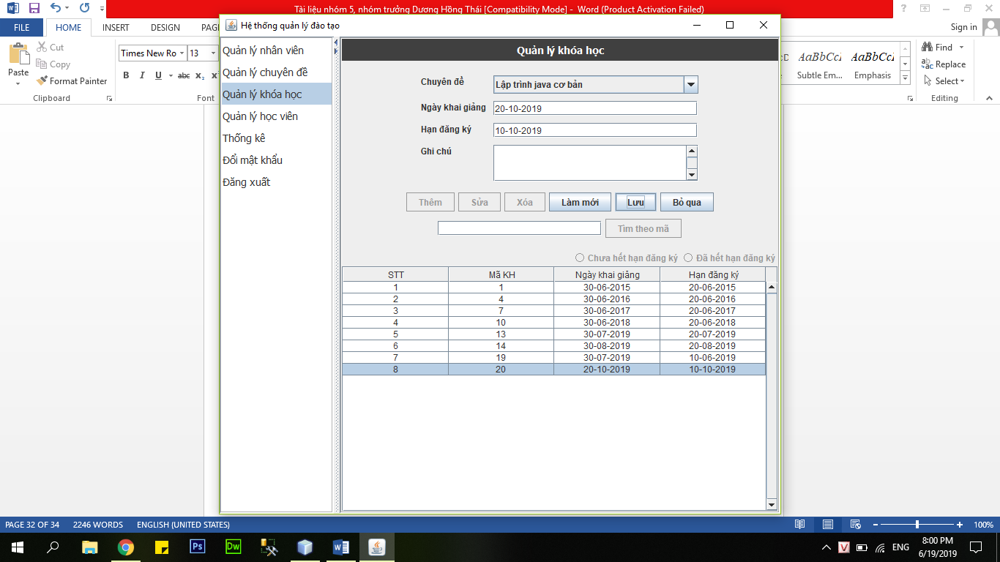 Tài liệu nhóm 5, nhóm trưởng Dương Hồng Thái [Compatibility Mode] - Word (Product Activation Failed)
FILE HOME INSERT DESIGN Sign in
Cut
Copy
Format Painter
Paste
Clipboard
Times New Ro 13
B I U abc
Font
AaBbCcI AaBbCcI
Subtle Em... Emphasis
Find
Replace
Select
Editing
Hệ thống quản lý đào tạo
Quản lý nhân viên
Quản lý chuyên đề
Quản lý khóa học
Quản lý học viên
Thống kê
Đổi mật khẩu
Đăng xuất
Quản lý khóa học
Chuyên đề Lập trình java cơ bản
Ngày khai giảng 20-10-2019
Hạn đăng ký 10-10-2019
Ghi chú
Thêm Sửa Xóa Làm mới Lưu Bỏ qua
Tìm theo mã
Chưa hết hạn đăng ký Đã hết hạn đăng ký
STT Mã KH Ngày khai giảng Hạn đăng ký
1 1 30-06-2015 20-06-2015
2 4 30-06-2016 20-06-2016
3 7 30-06-2017 20-06-2017
4 10 30-06-2018 20-06-2018
5 13 30-07-2019 20-07-2019
6 14 30-08-2019 20-08-2019
7 19 30-07-2019 10-06-2019
8 20 20-10-2019 10-10-2019
PAGE 32 OF 34 2246 WORDS ENGLISH (UNITED STATES) 100%
Ps Dw ENG
8:00 PM
6/19/2019